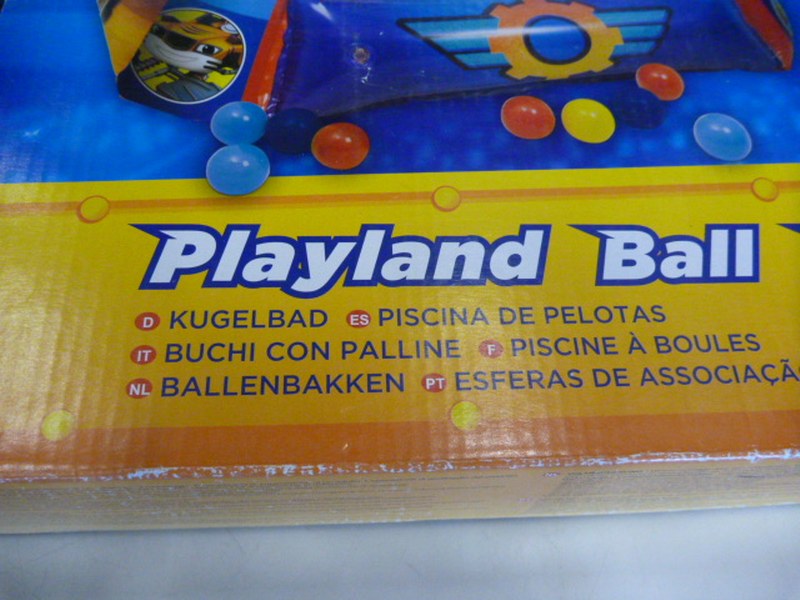 Playland Ball
D KUGELBAD ES PISCINA DE PELOTAS
IT BUCHI CON PALLINE F PISCINE À BOULES
NL BALLENBAKKEN PT ESFERAS DE ASSOCIAÇÃ